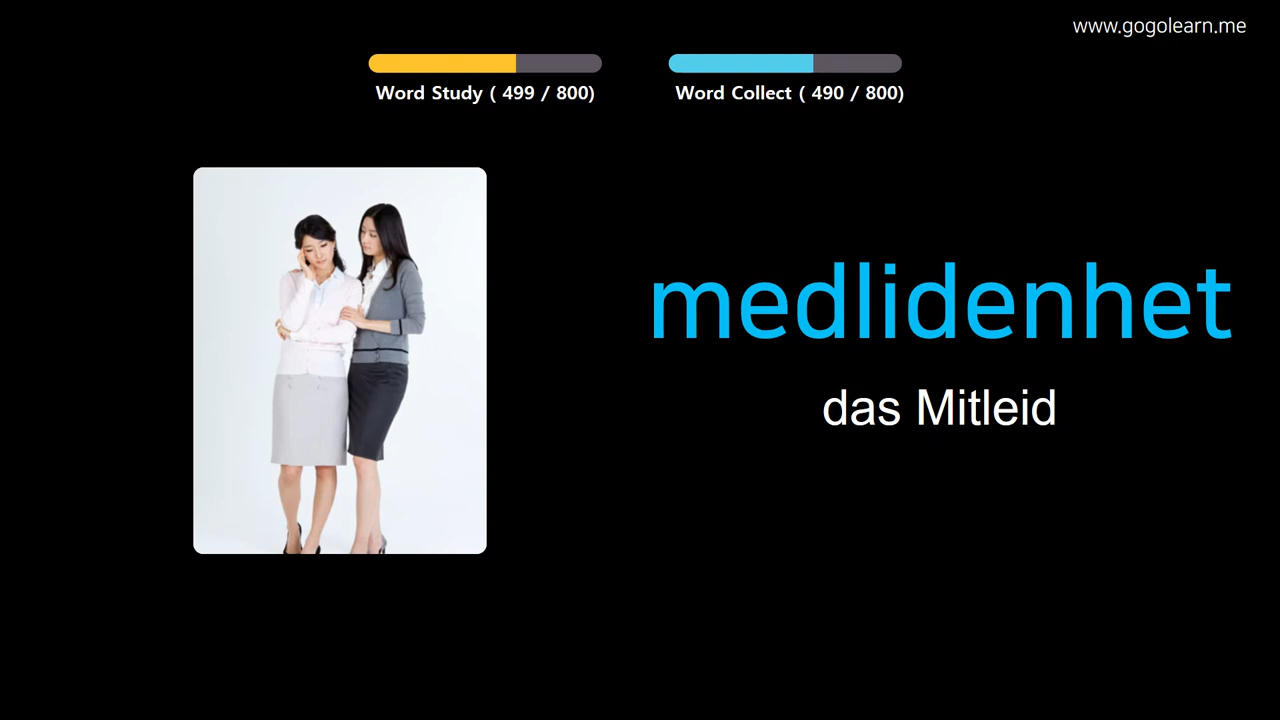 www.gogolearn.me
Word Study ( 499 / 800)
Word Collect ( 490 / 800)
medlidenhet
das Mitleid